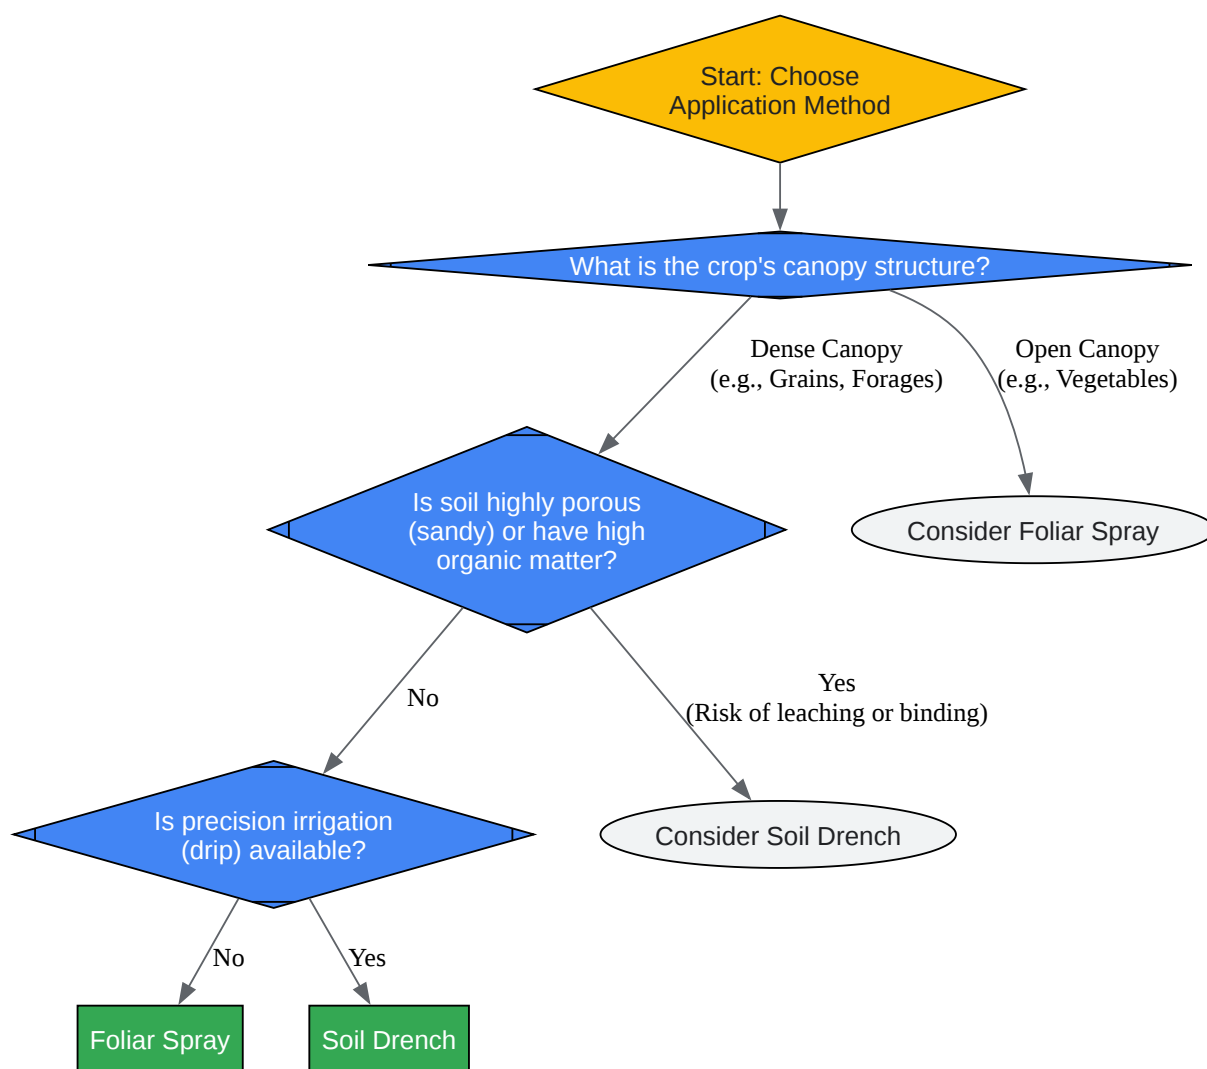 Start: Choose
Application Method
What is the crop's canopy structure?
Dense Canopy
(e.g., Grains, Forages)
Open Canopy
(e.g., Vegetables)
Is soil highly porous
(sandy) or have high
organic matter?
Consider Foliar Spray
No
Yes
(Risk of leaching or binding)
Is precision irrigation
(drip) available?
Consider Soil Drench
No
Yes
Foliar Spray
Soil Drench